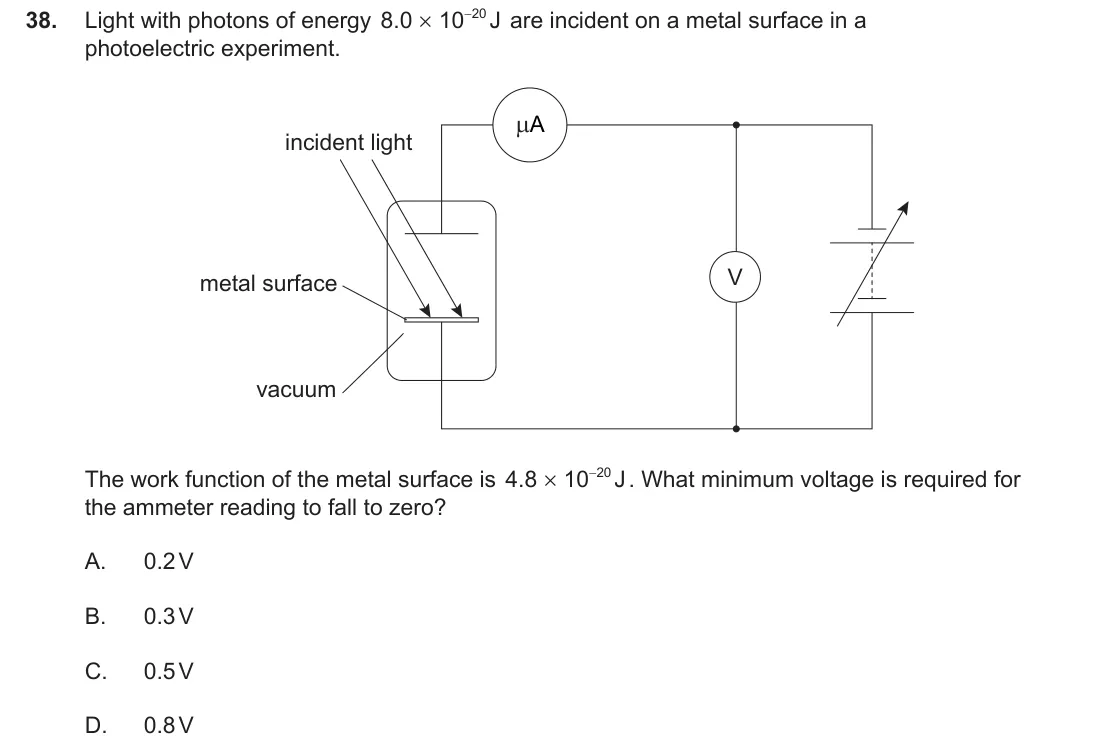 38. Light with photons of energy 8.0 × 10⁻²⁰ J are incident on a metal surface in a
photoelectric experiment.
µA
incident light
metal surface
V
vacuum
The work function of the metal surface is 4.8 × 10⁻²⁰ J. What minimum voltage is required for
the ammeter reading to fall to zero?
A. 0.2 V
B. 0.3 V
C. 0.5 V
D. 0.8 V